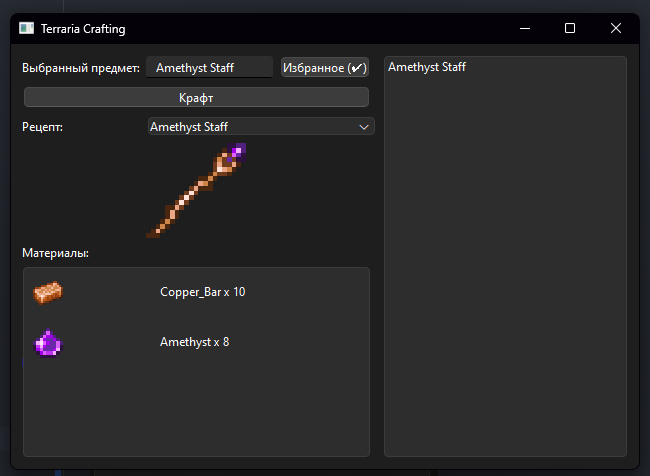 Terraria Crafting
Выбранный предмет: Amethyst Staff Избранное (✔)
Крафт
Рецепт: Amethyst Staff
Материалы:
Copper_Bar x 10
Amethyst x 8
Amethyst Staff